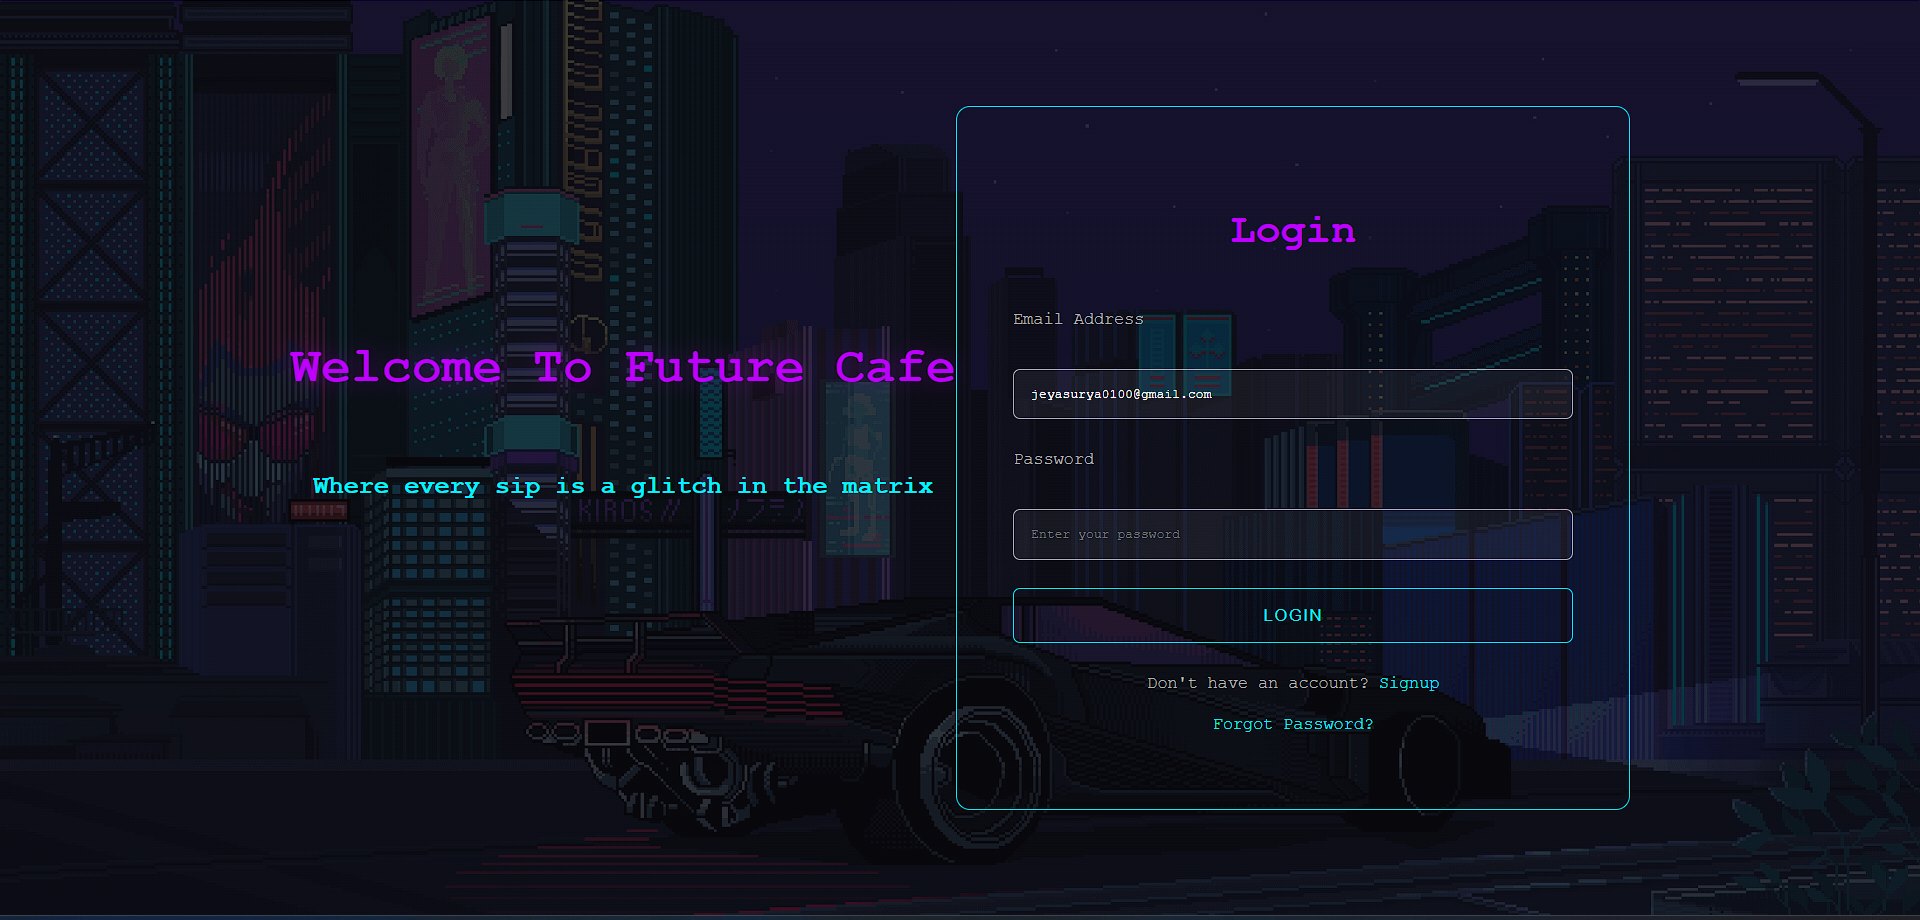 Welcome To Future Cafe
Where every sip is a glitch in the matrix
KIROS//
Login
Email Address
jeyasurya0100@gmail.com
Password
Enter your password
LOGIN
Don't have an account? Signup
Forgot Password?